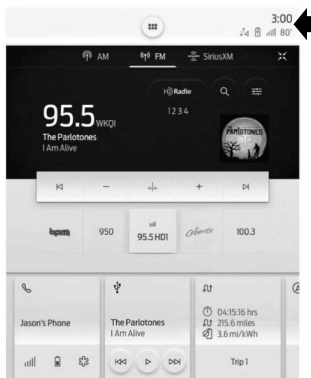 3:00
80°
AM
FM
SiriusXM
HD Radio
1 2 3 4
95.5 WKQI
The Parlotones
I Am Alive
PARLOTONES
950
95.5 HD1
100.3
Jason's Phone
The Parlotones
I Am Alive
04:15:16 hrs
215.6 miles
3.6 mi/kWh
Trip 1